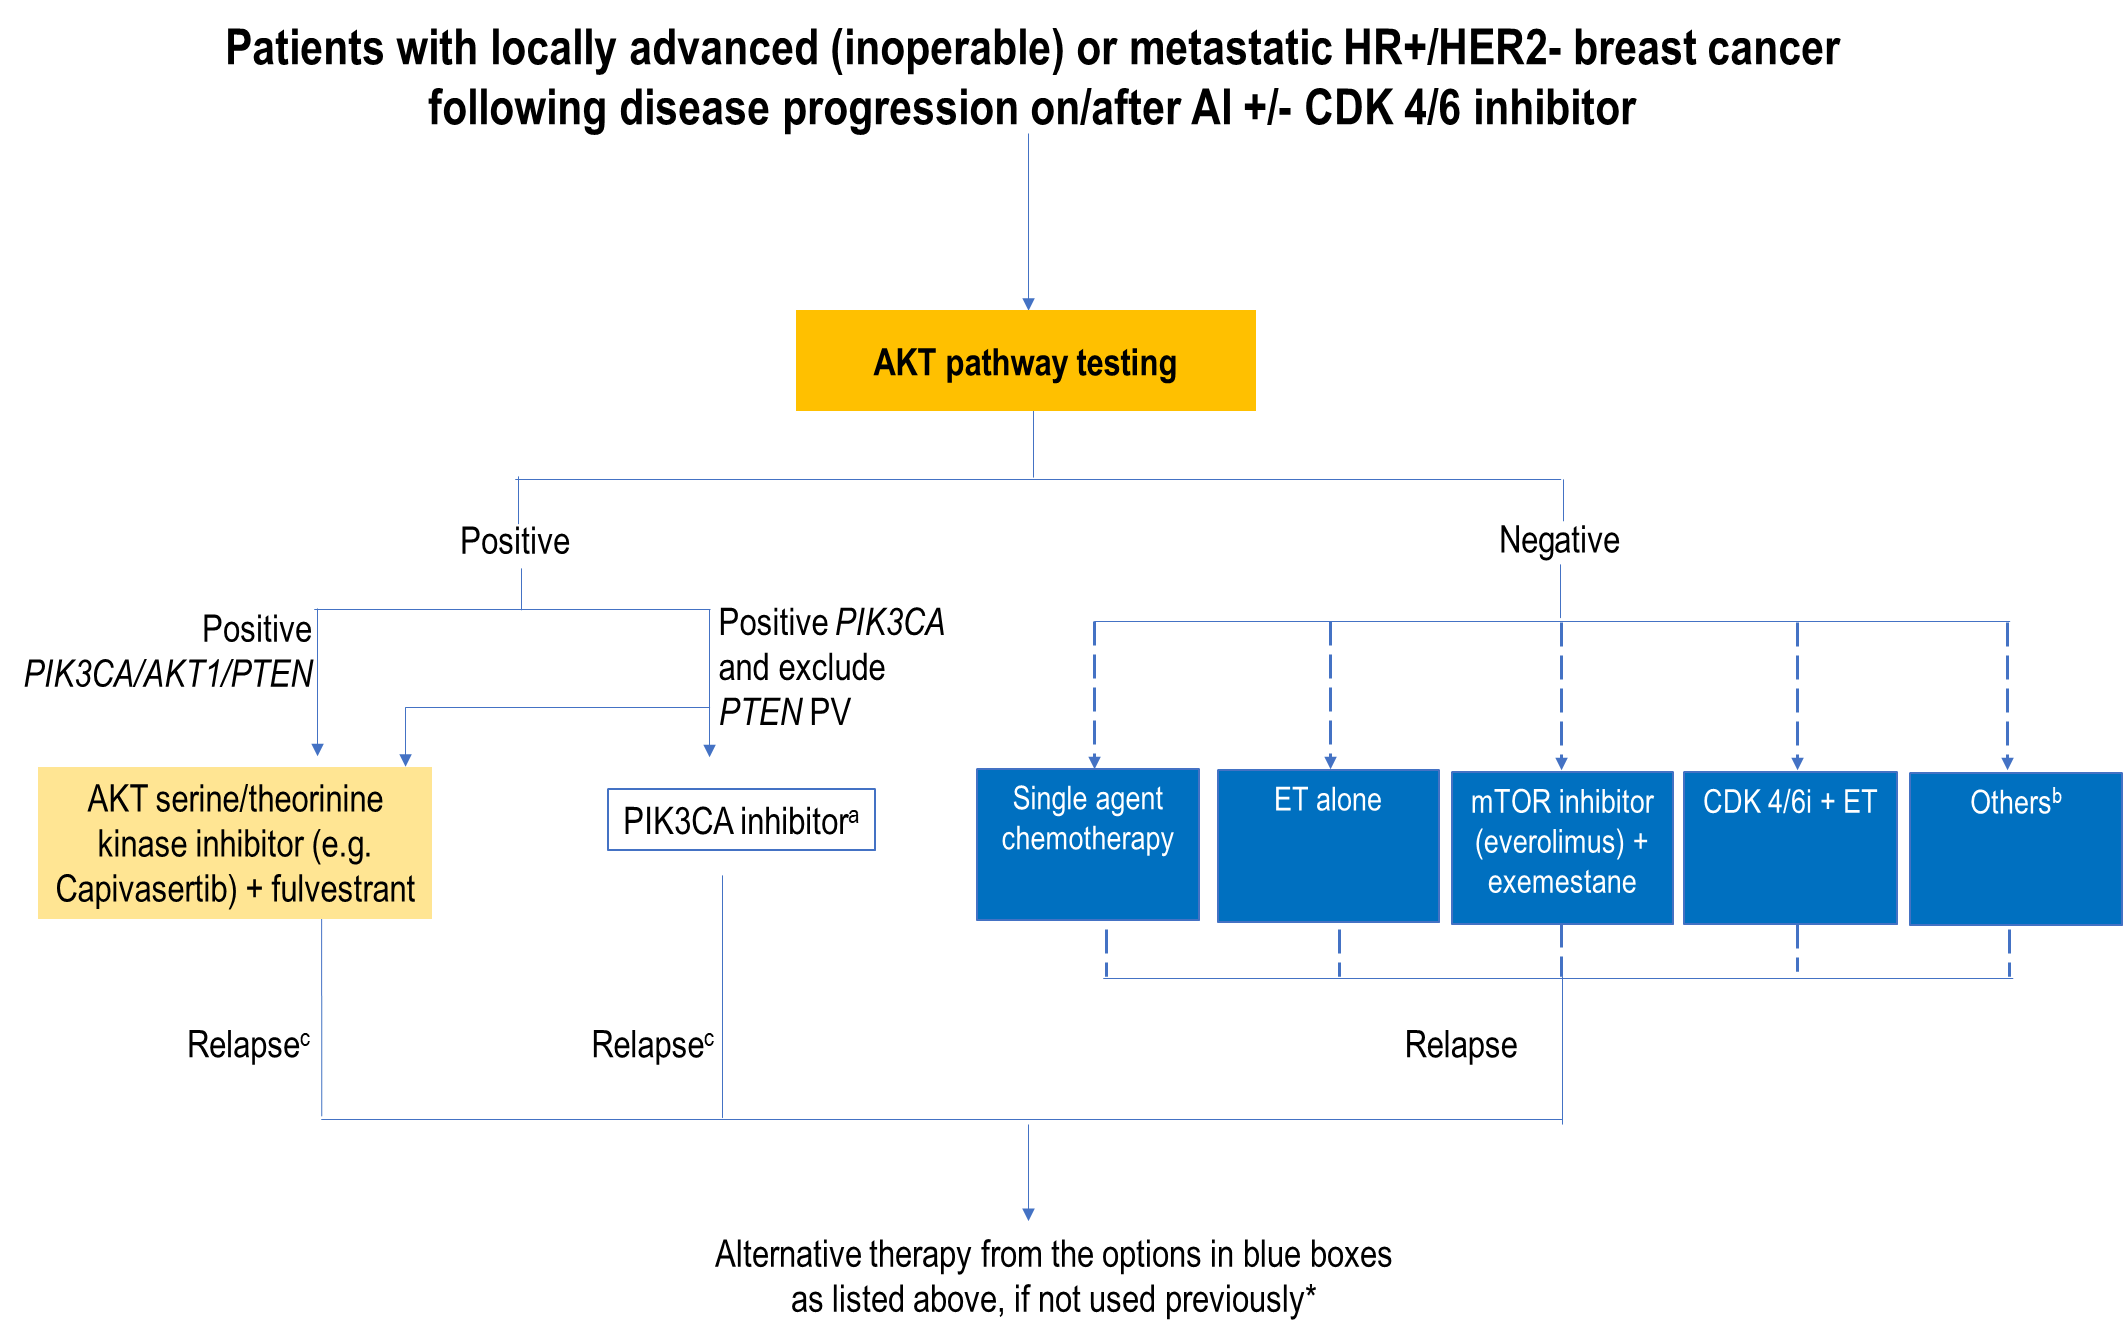 Patients with locally advanced (inoperable) or metastatic HR+/HER2- breast cancer
following disease progression on/after AI +/- CDK 4/6 inhibitor
AKT pathway testing
Positive
Negative
Positive
PIK3CA/AKT1/PTEN
Positive PIK3CA
and exclude
PTEN PV
AKT serine/theorinine
kinase inhibitor (e.g.
Capivasertib) + fulvestrant
PIK3CA inhibitorᵃ
Single agent
chemotherapy
ET alone
mTOR inhibitor
(everolimus) +
exemestane
CDK 4/6i + ET
Othersᵇ
Relapseᶜ
Relapseᶜ
Relapse
Alternative therapy from the options in blue boxes
as listed above, if not used previously*